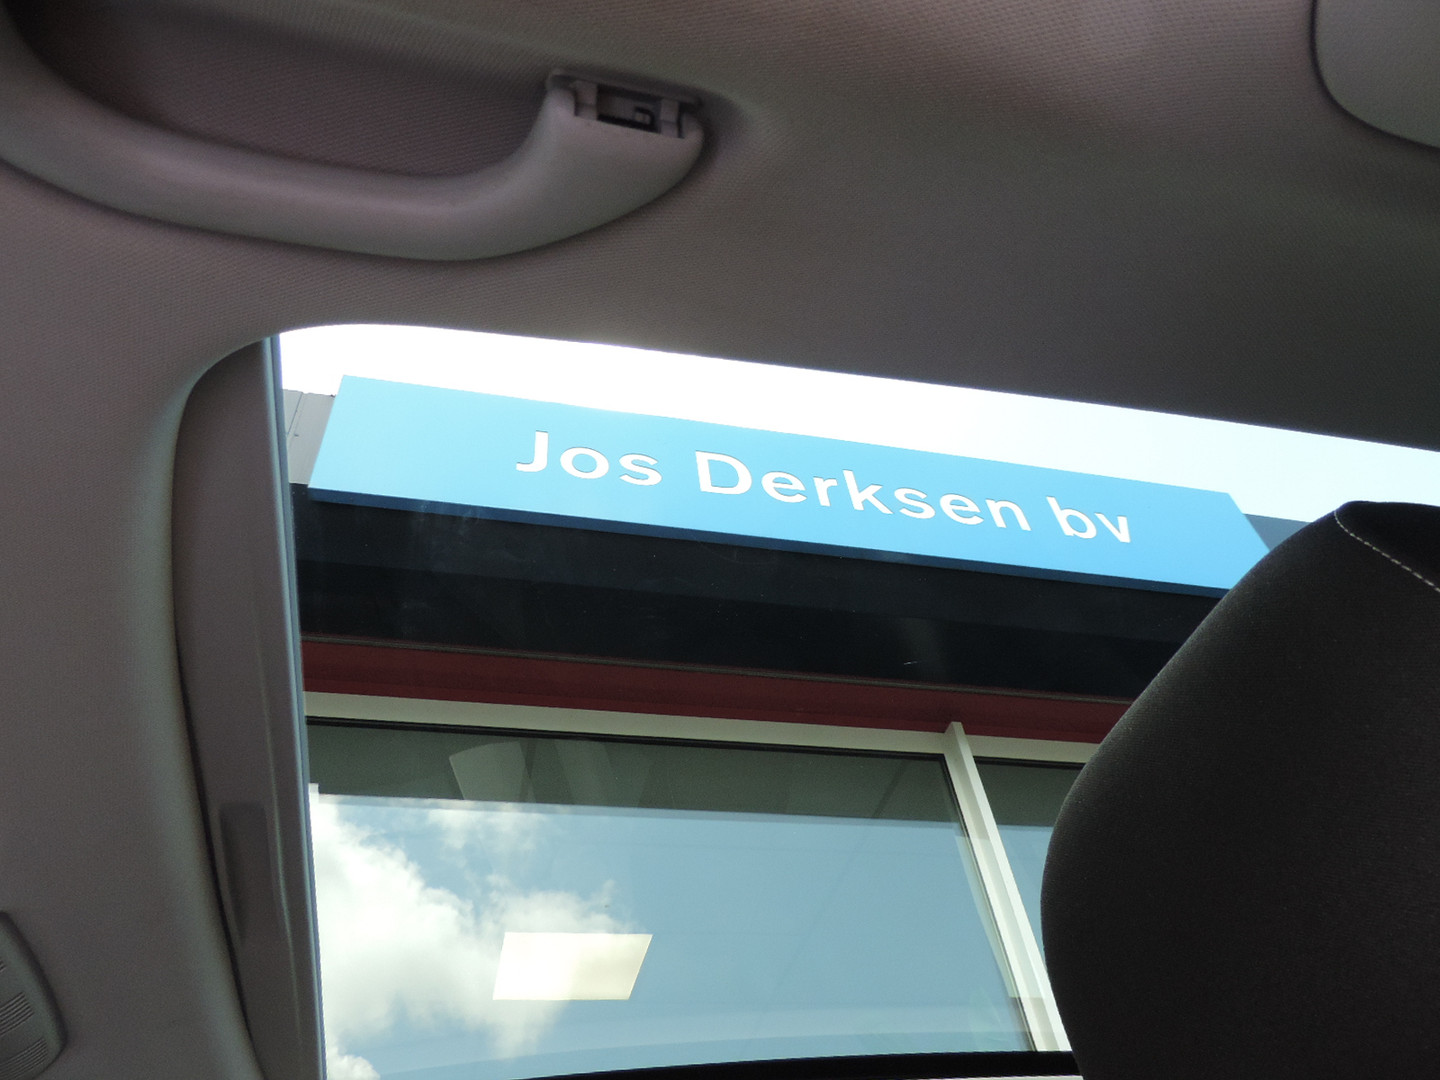 Jos Derksen bv